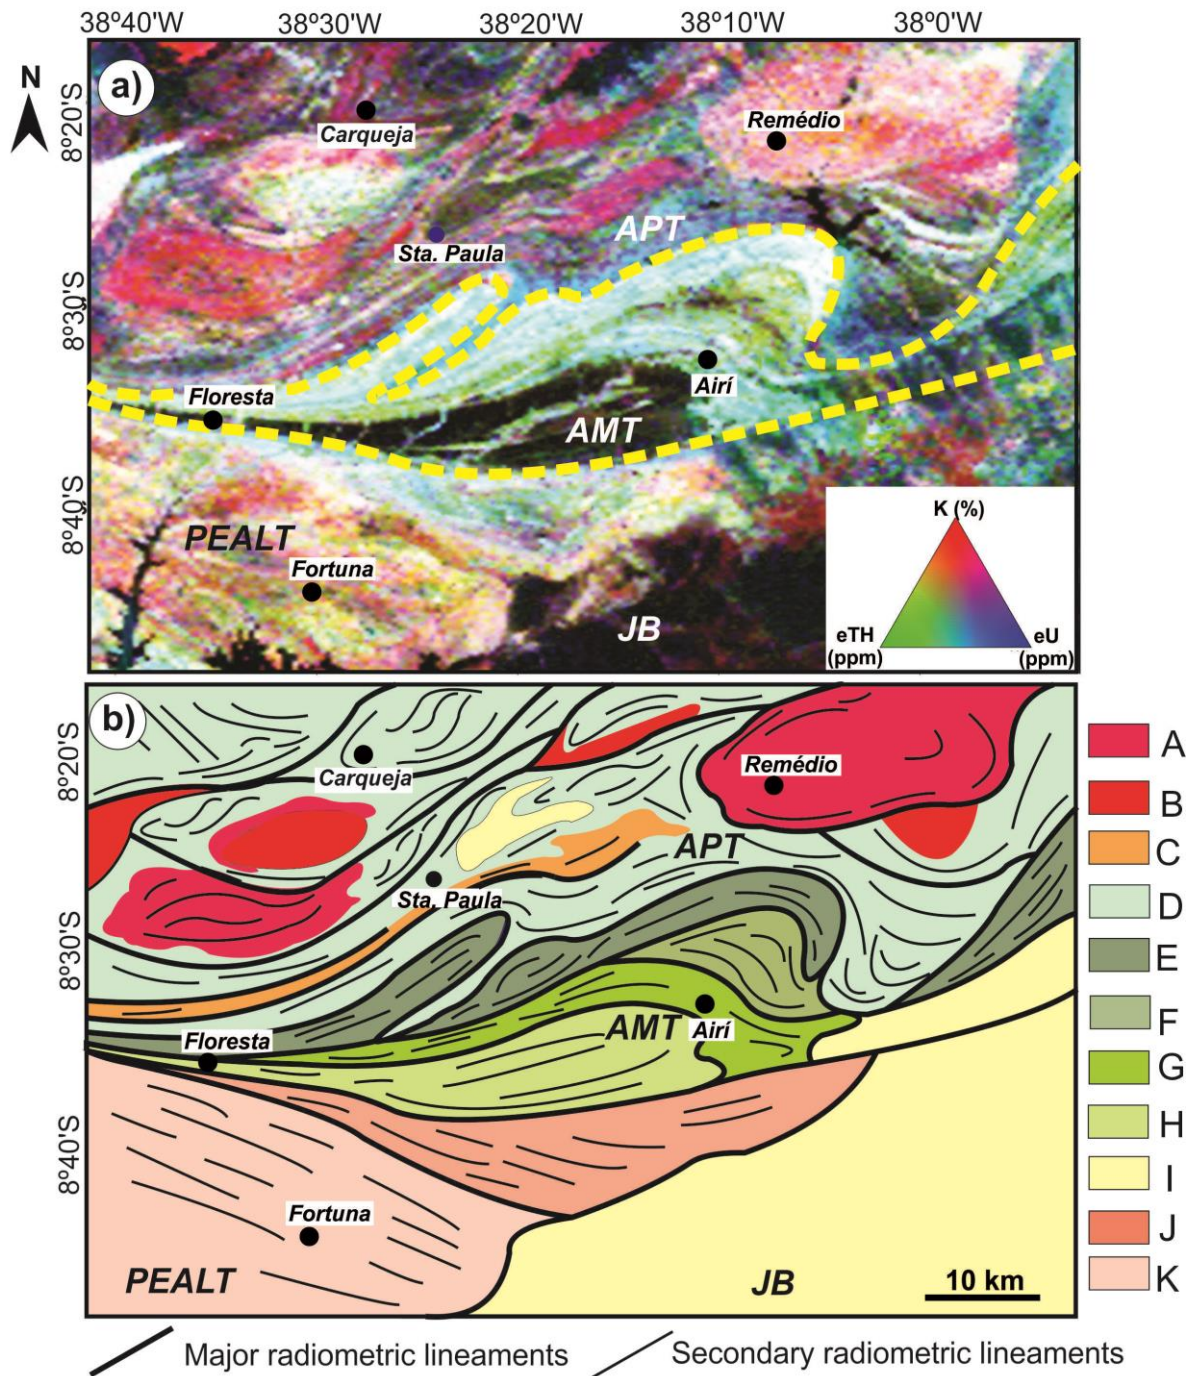 38º40'W 38º30'W 38º20'W 38º10'W 38º0'W
N
a)
8º20'S
8º30'S
8º40'S
Carqueja
Remédio
APT
Sta. Paula
Floresta
Airí
AMT
PEALT
Fortuna
JB
K (%)
eTH
(ppm)
eU
(ppm)
b)
8º20'S
8º30'S
8º40'S
Carqueja
Remédio
APT
Sta. Paula
Floresta
AMT
Airí
Fortuna
PEALT
JB
10 km
A
B
C
D
E
F
G
H
I
J
K
Major radiometric lineaments
Secondary radiometric lineaments